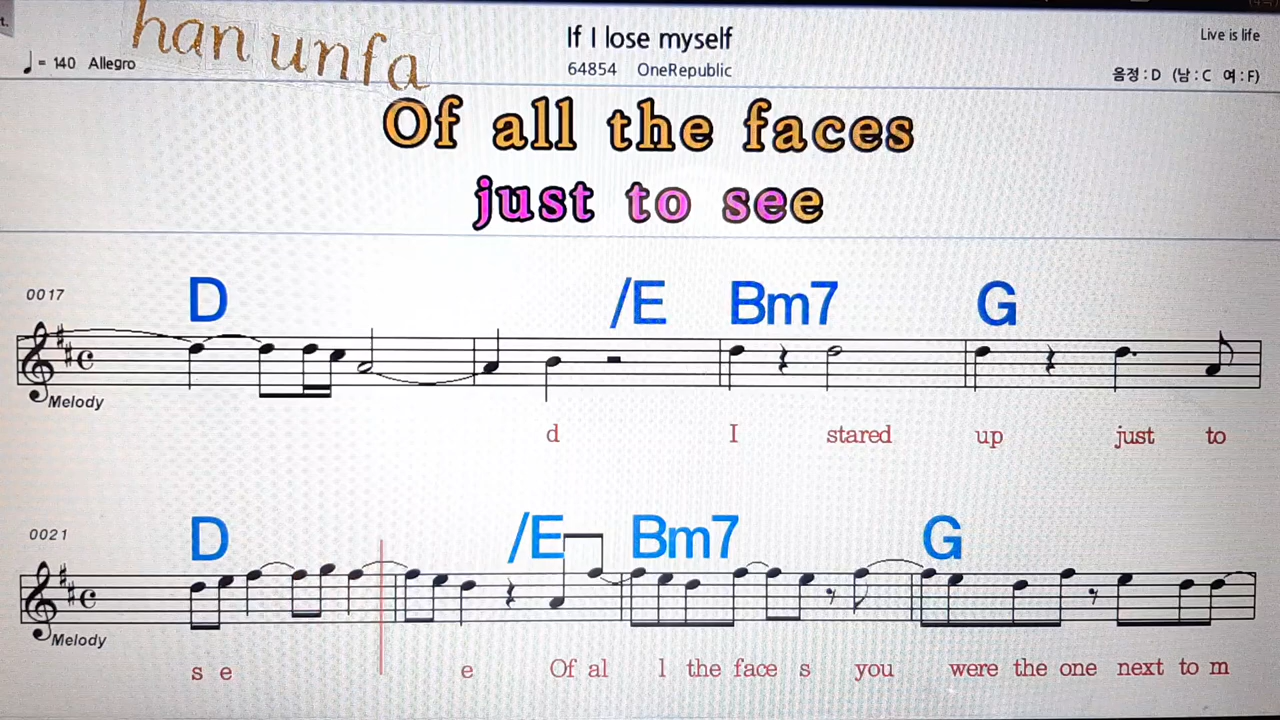 t.
han unfa
If I lose myself
Live is life
♩ = 140 Allegro
64854 OneRepublic
음정 : D (남 : C 여 : F)
Of all the faces
just to see
0017
D /E Bm7 G
Melody
d I stared up just to
0021
D /E Bm7 G
Melody
s e e Of al l the face s you were the one next to m